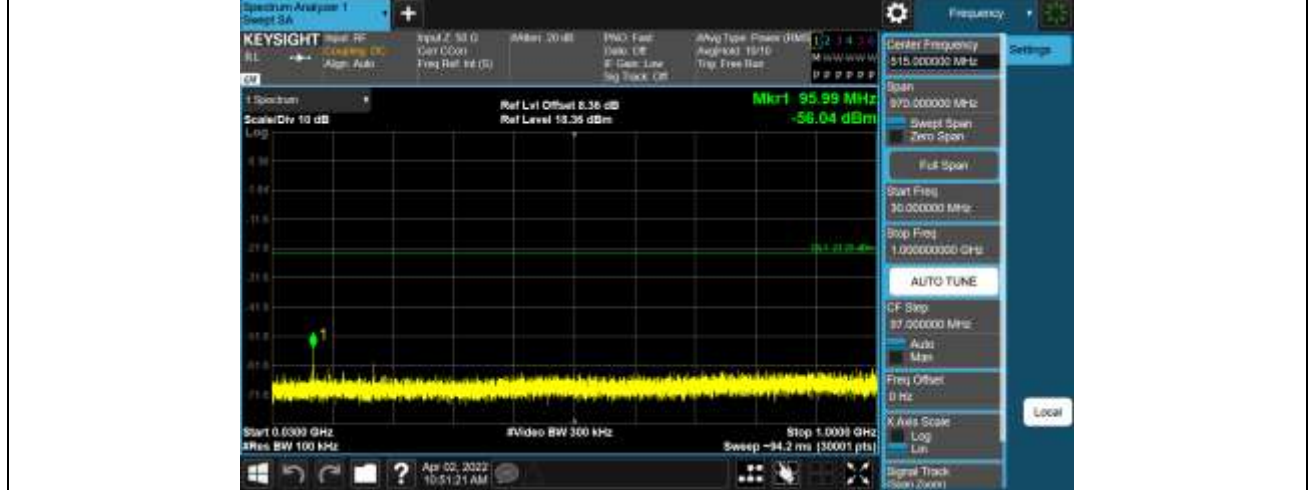 Spectrum Analyzer 1
Swept SA
Frequency
KEYSIGHT
Input: RF
Coupling: DC
Align: Auto
Input Z: 50 Ω
Corr CCorr
Freq Ref: Int (S)
#Atten: 20 dB
PNO: Fast
Gate: Off
IF Gain: Low
Sig Track: Off
#Avg Type: Power (RMS)
Avg|Hold: 10/10
Trig: Free Run
1 2 3 4 5 6
M W W W W W
P P P P P P
1 Spectrum
Scale/Div 10 dB
Log
Ref Lvl Offset 8.36 dB
Ref Level 18.36 dBm
Mkr1 95.99 MHz
-56.04 dBm
1
Start 0.0300 GHz
#Res BW 100 kHz
#Video BW 300 kHz
Stop 1.0000 GHz
Sweep ~94.2 ms (30001 pts)
Apr 02, 2022
10:51:21 AM
Center Frequency
515.000000 MHz
Settings
Span
970.000000 MHz
Swept Span
Zero Span
Full Span
Start Freq
30.000000 MHz
Stop Freq
1.000000000 GHz
AUTO TUNE
CF Step
97.000000 MHz
Auto
Man
Freq Offset
0 Hz
X Axis Scale
Log
Lin
Signal Track
(Span Zoom)
Local